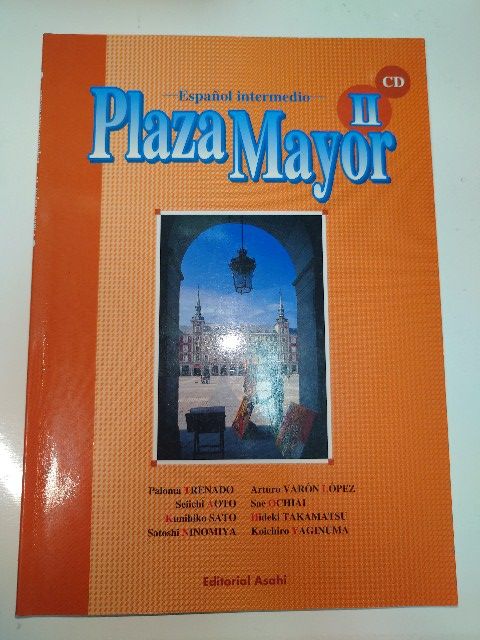 Español intermedio
CD
II
Plaza Mayor
Paloma TRENADO Arturo VARÓN LÓPEZ
Seiichi AOTO Sae OCHIAI
Kunihiko SATO Hideki TAKAMATSU
Satoshi NINOMIYA Koichiro YAGINUMA
Editorial Asahi